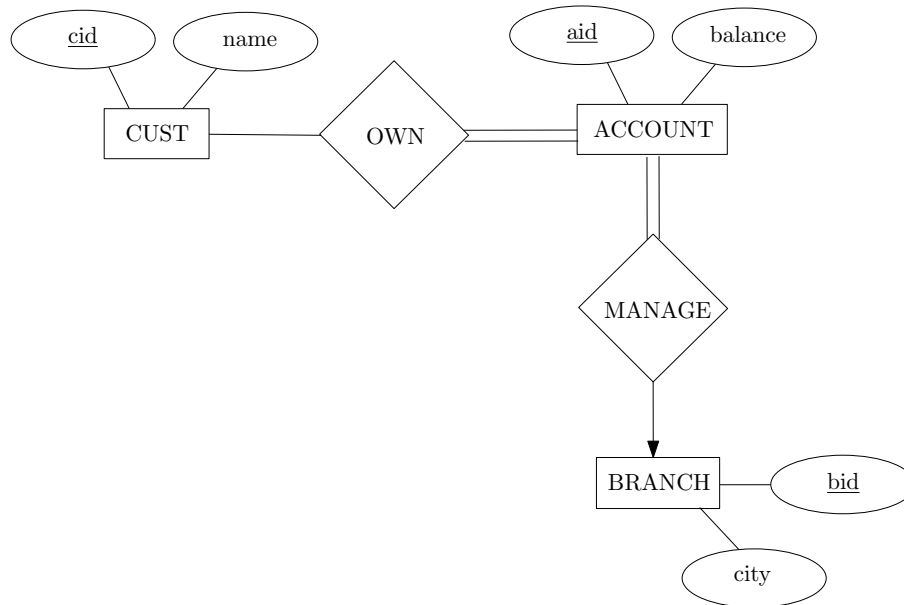 cid
name
aid
balance
CUST
OWN
ACCOUNT
MANAGE
BRANCH
bid
city